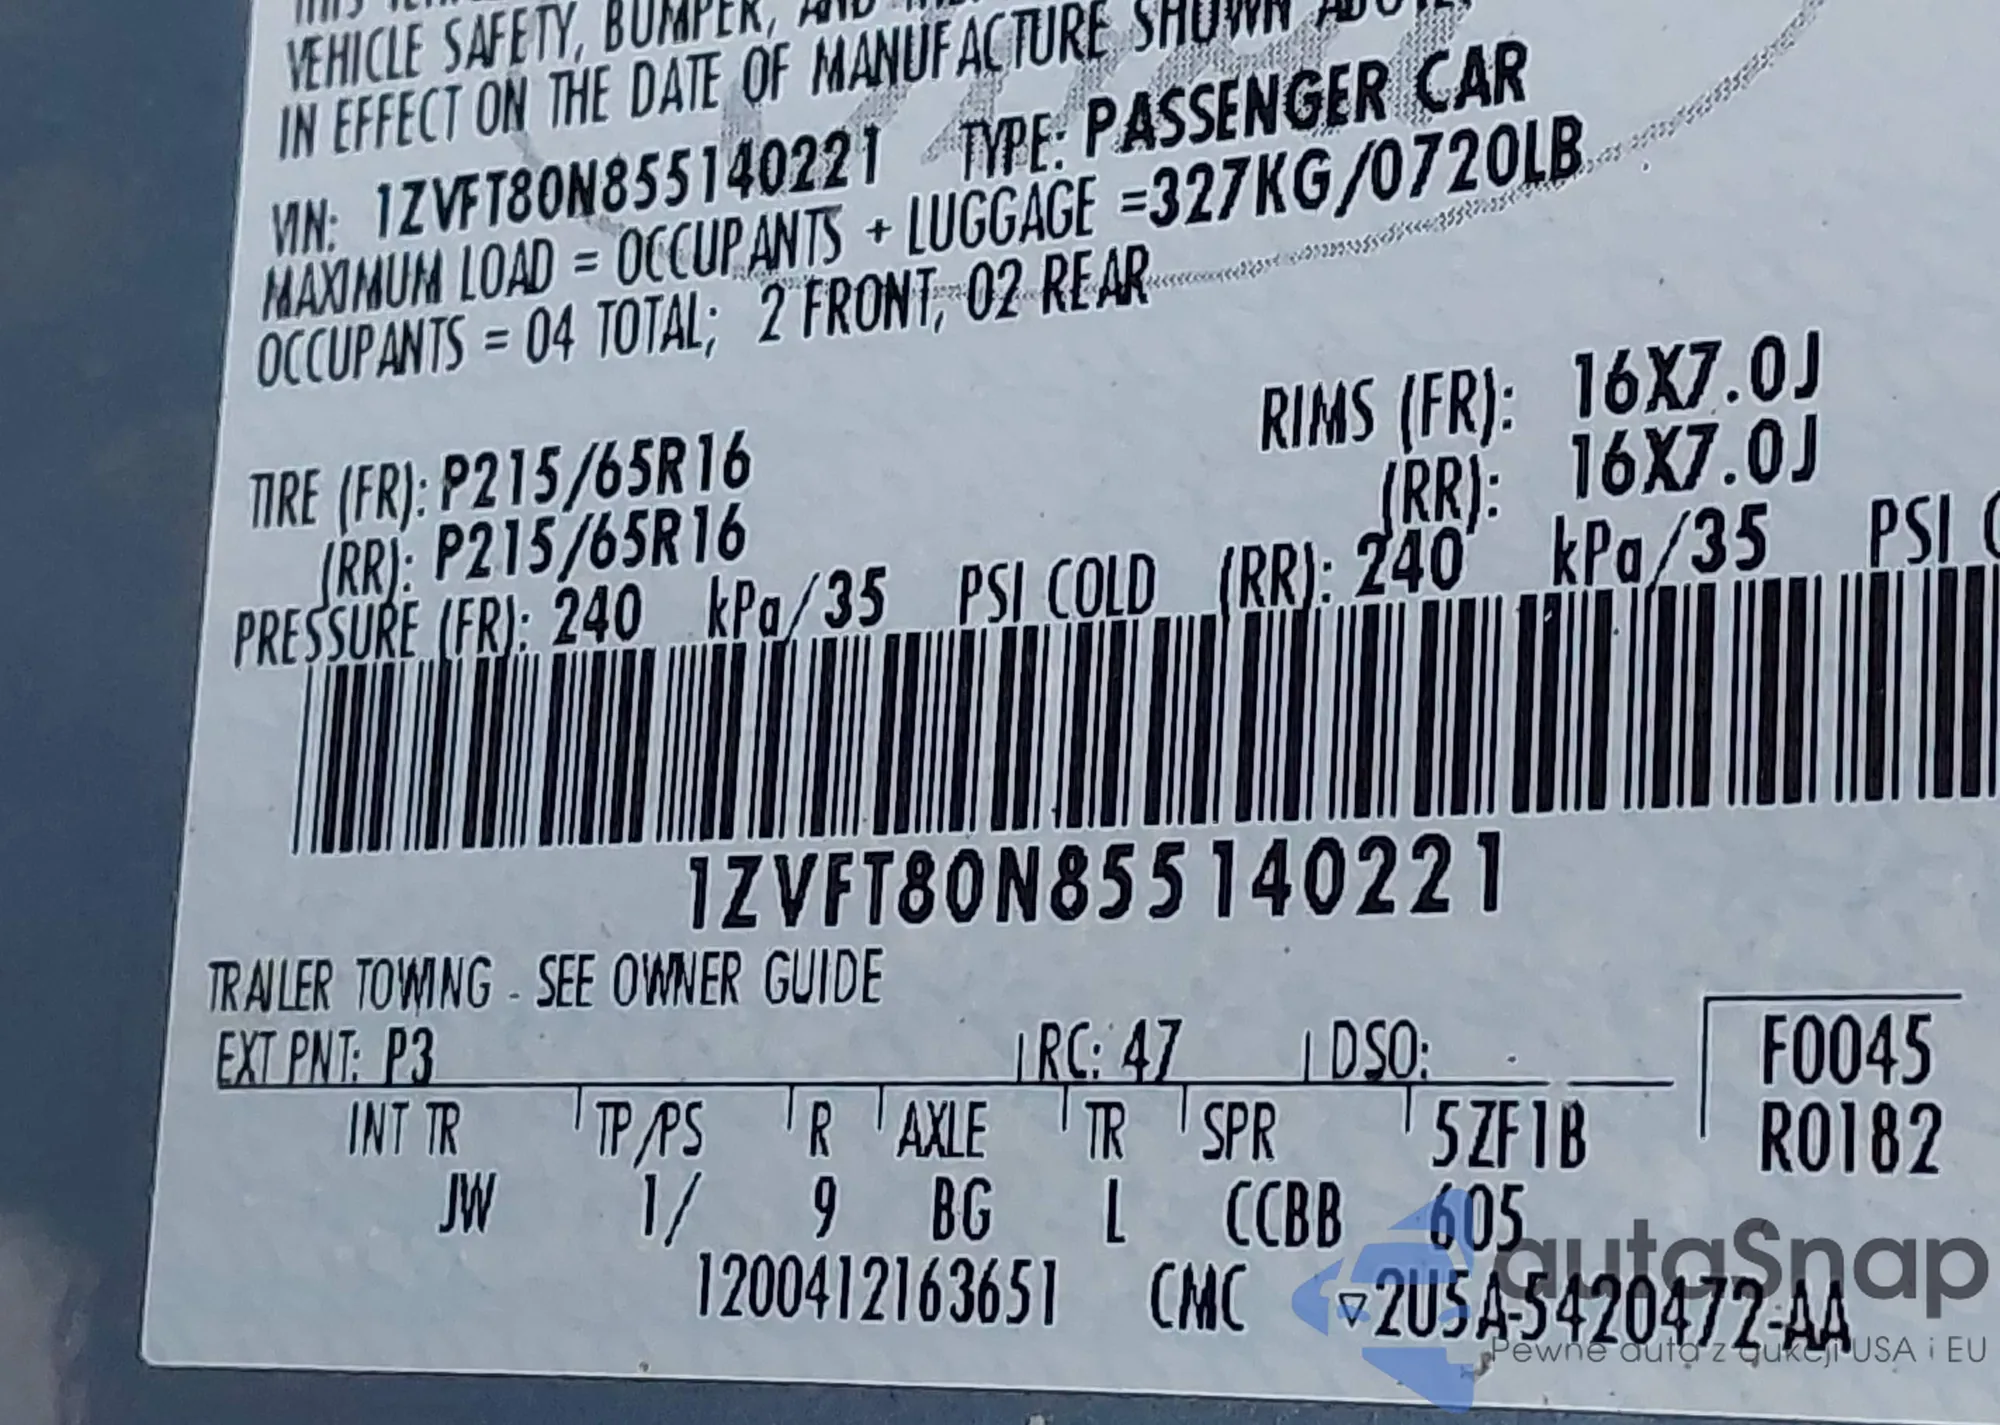 THIS
VEHICLE SAFETY, BUMPER, AND
IN EFFECT ON THE DATE OF MANUFACTURE SHOWN ABOVE.
VIN: 1ZVFT80N855140221 TYPE: PASSENGER CAR
MAXIMUM LOAD = OCCUPANTS + LUGGAGE =327KG/0720LB
OCCUPANTS = 04 TOTAL; 2 FRONT, 02 REAR
TIRE (FR): P215/65R16 RIMS (FR): 16X7.0J
(RR): P215/65R16 (RR): 16X7.0J
PRESSURE (FR): 240 kPa/35 PSI COLD (RR): 240 kPa/35 PSI
1ZVFT80N855140221
TRAILER TOWING - SEE OWNER GUIDE
EXT PNT: P3 RC: 47 DSO: F0045
INT TR TP/PS R AXLE TR SPR 5ZF1B R0182
JW 1/ 9 BG L CCBB 605
1200412163651 CMC ▽2U5A-5420472-AA
autoSnap
Pewne auta z aukcji USA i EU